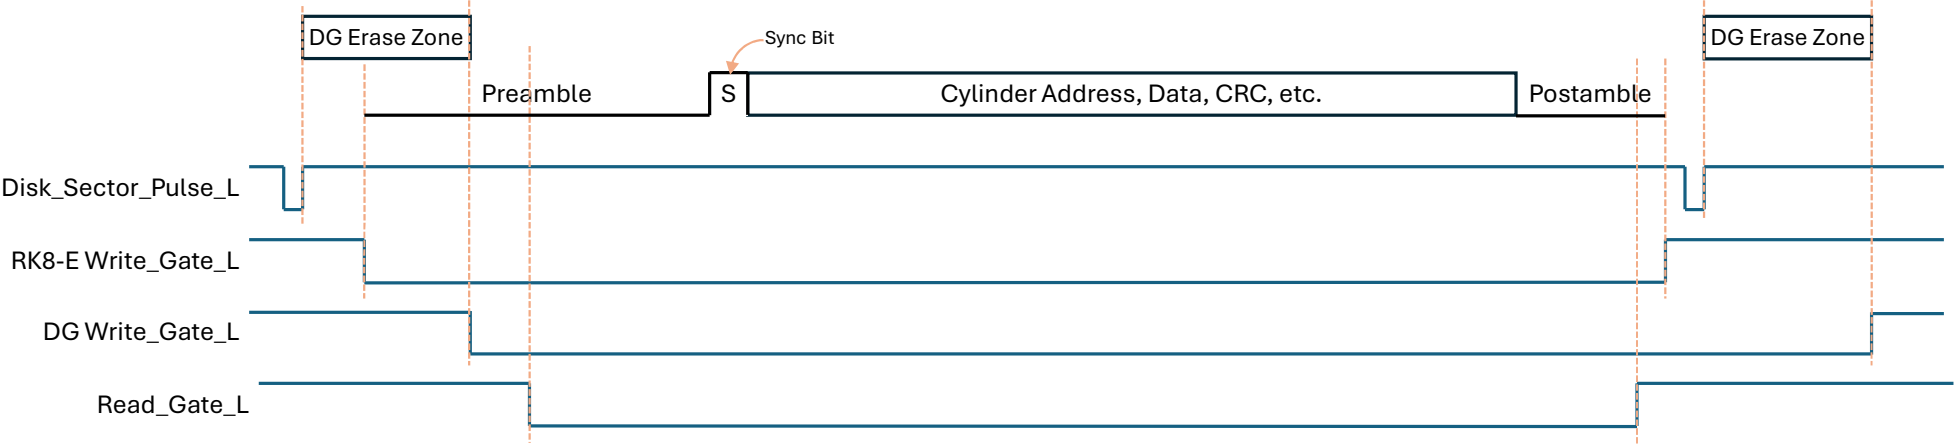 DG Erase Zone
DG Erase Zone
Sync Bit
Preamble
S
Cylinder Address, Data, CRC, etc.
Postamble
Disk_Sector_Pulse_L
RK8-E Write_Gate_L
DG Write_Gate_L
Read_Gate_L